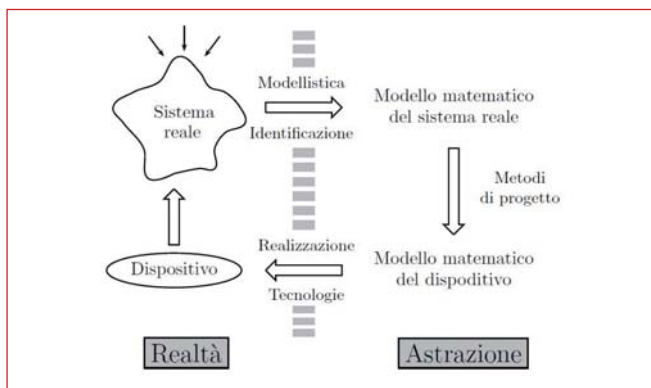 Sistema
reale
Modellistica
Identificazione
Modello matematico
del sistema reale
Metodi
di progetto
Modello matematico
del dispoditivo
Realizzazione
Tecnologie
Dispositivo
Realtà
Astrazione